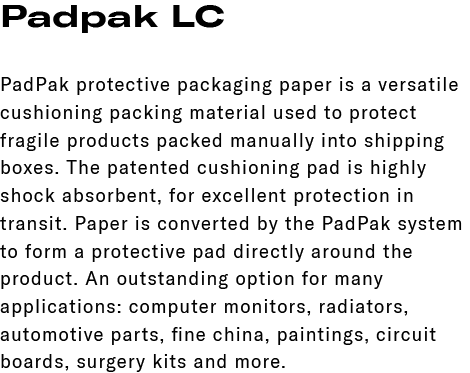 Padpak LC
PadPak protective packaging paper is a versatile
cushioning packing material used to protect
fragile products packed manually into shipping
boxes. The patented cushioning pad is highly
shock absorbent, for excellent protection in
transit. Paper is converted by the PadPak system
to form a protective pad directly around the
product. An outstanding option for many
applications: computer monitors, radiators,
automotive parts, fine china, paintings, circuit
boards, surgery kits and more.